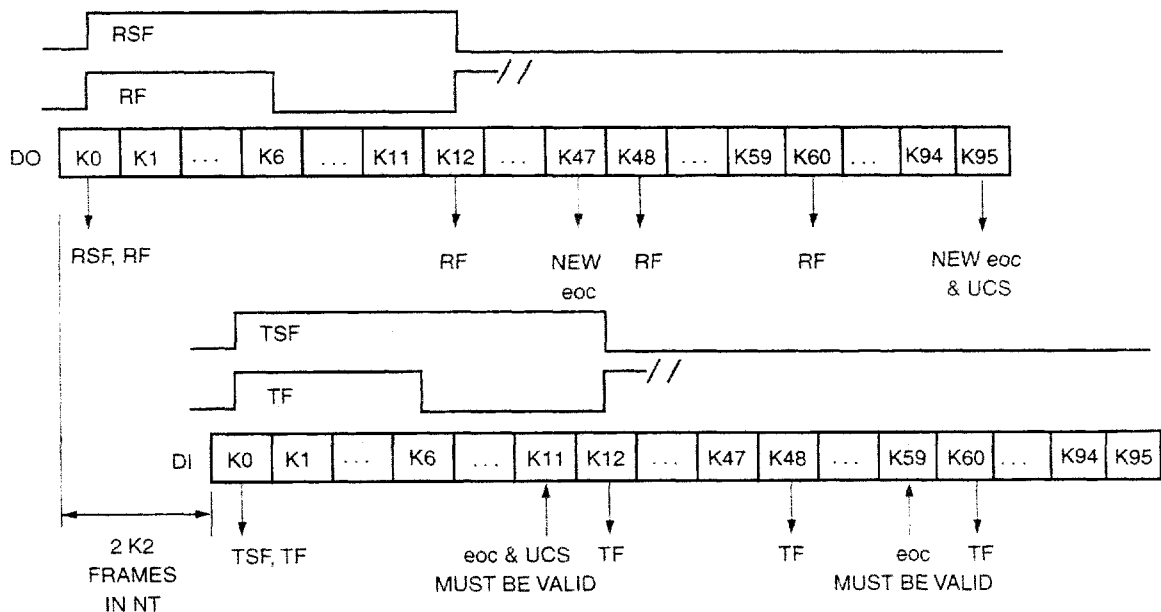 RSF
RF
DO K0 K1 ... K6 ... K11 K12 ... K47 K48 ... K59 K60 ... K94 K95
RSF, RF RF NEW RF RF NEW eoc
eoc & UCS
TSF
TF
DI K0 K1 ... K6 ... K11 K12 ... K47 K48 ... K59 K60 ... K94 K95
2 K2 TSF, TF eoc & UCS TF TF eoc TF
FRAMES MUST BE VALID MUST BE VALID
IN NT